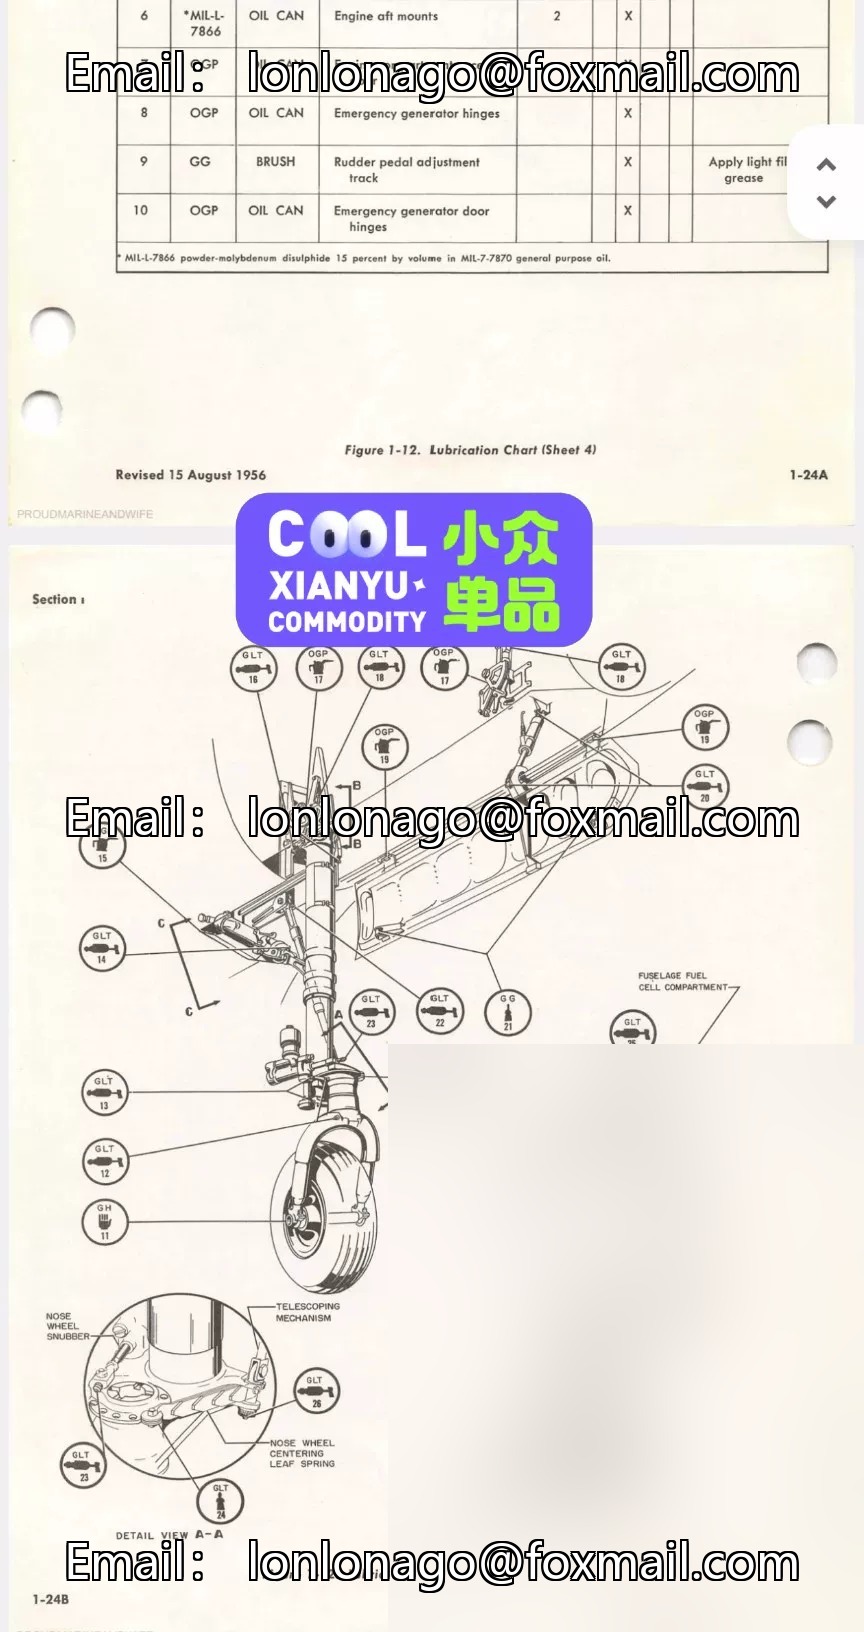 6 *MIL-L- OIL CAN Engine aft mounts 2 X
7866
Email： lonlonago@foxmail.com
8 OGP OIL CAN Emergency generator hinges X
9 GG BRUSH Rudder pedal adjustment X Apply light
track grease
10 OGP OIL CAN Emergency generator door X
hinges
* MIL-L-7866 powder-molybdenum disulphide 15 percent by volume in MIL-7-7870 general purpose oil.
Figure 1-12. Lubrication Chart (Sheet 4)
Revised 15 August 1956 1-24A
PROUDMARINEANDWIFE
COOL 小众
XIANYU 单品
COMMODITY
Section I
GLT 16
OGP 17
GLT 18
OGP 17
GLT 18
OGP 19
OGP 19
GLT 20
B
Email： lonlonago@foxmail.com
B
15
C
GLT 14
C
FUSELAGE FUEL
CELL COMPARTMENT
GLT 23
GLT 22
GG 21
GLT
A
GLT 13
GLT 12
GH 11
NOSE
WHEEL
SNUBBER
TELESCOPING
MECHANISM
GLT 26
NOSE WHEEL
CENTERING
LEAF SPRING
GLT 23
GLT 24
DETAIL VIEW A-A
Email： lonlonago@foxmail.com
1-24B